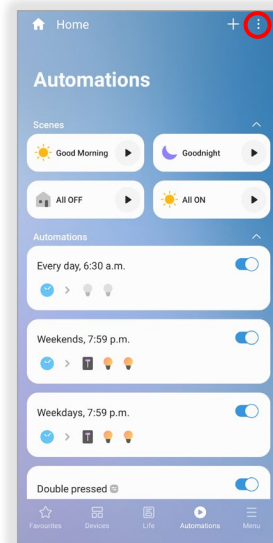 Home
Automations
Scenes
Good Morning
Goodnight
All OFF
All ON
Automations
Every day, 6:30 a.m.
Weekends, 7:59 p.m.
Weekdays, 7:59 p.m.
Double pressed
Favourites Devices Life Automations Menu